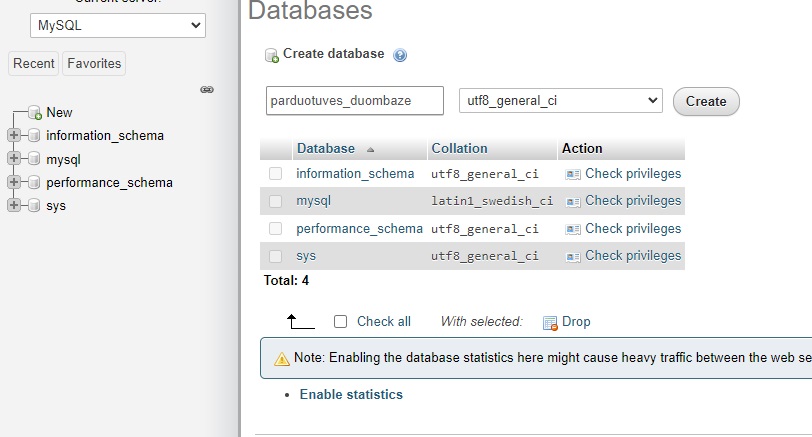 Current server:
Databases
MySQL
Recent Favorites
Create database
parduotuves_duombaze utf8_general_ci Create
New
information_schema
mysql
performance_schema
sys
Database Collation Action
information_schema utf8_general_ci Check privileges
mysql latin1_swedish_ci Check privileges
performance_schema utf8_general_ci Check privileges
sys utf8_general_ci Check privileges
Total: 4
Check all With selected: Drop
Note: Enabling the database statistics here might cause heavy traffic between the web se
Enable statistics